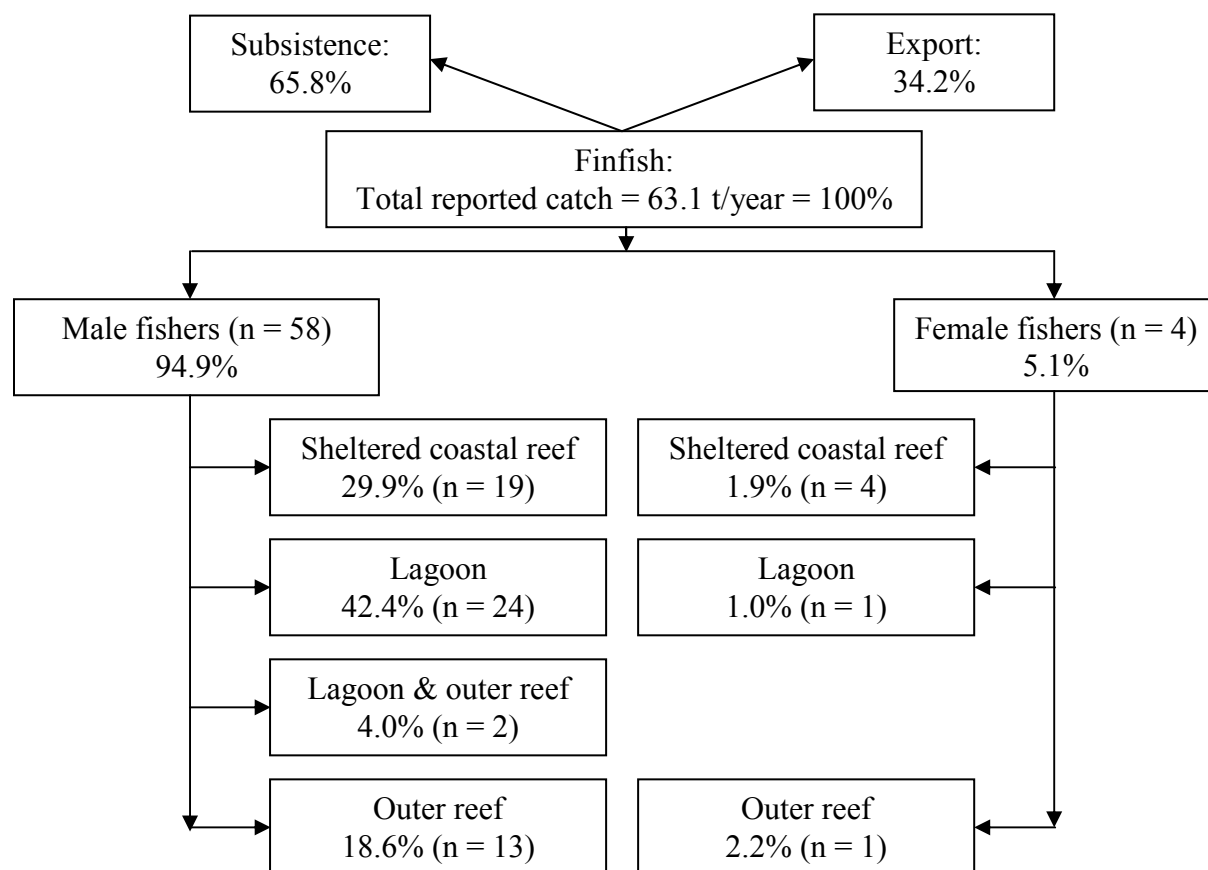 Subsistence:
65.8%
Export:
34.2%
Finfish:
Total reported catch = 63.1 t/year = 100%
Male fishers (n = 58)
94.9%
Female fishers (n = 4)
5.1%
Sheltered coastal reef
29.9% (n = 19)
Sheltered coastal reef
1.9% (n = 4)
Lagoon
42.4% (n = 24)
Lagoon
1.0% (n = 1)
Lagoon & outer reef
4.0% (n = 2)
Outer reef
18.6% (n = 13)
Outer reef
2.2% (n = 1)